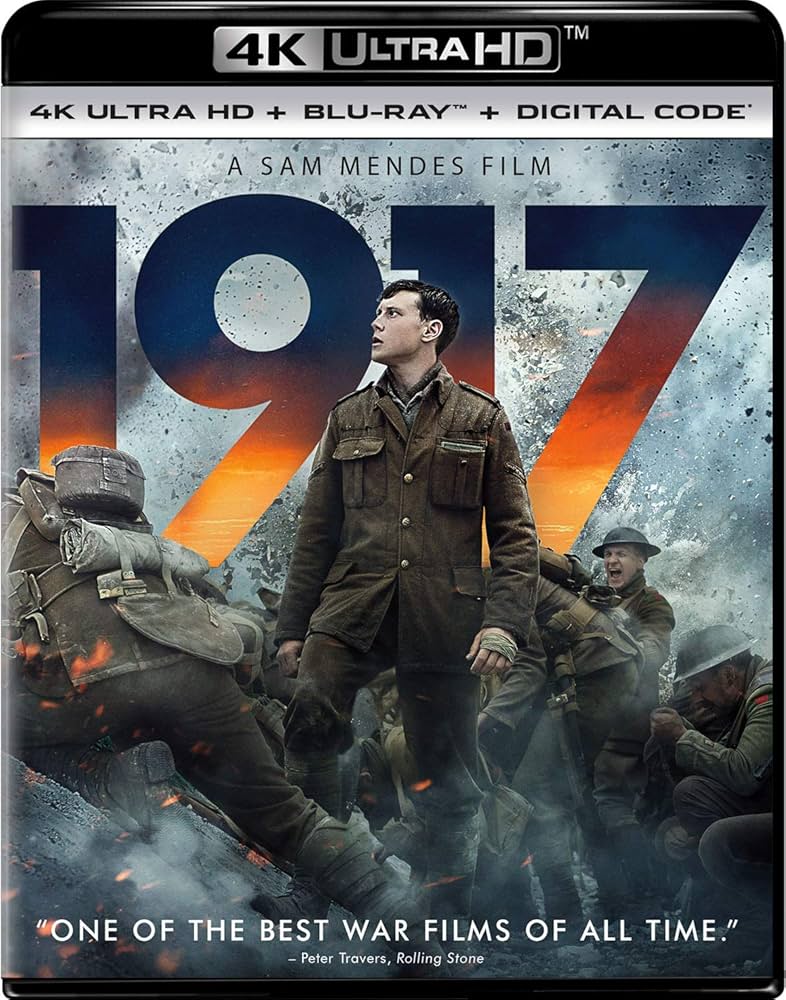 4K ULTRA HD™
4K ULTRA HD + BLU-RAY™ + DIGITAL CODE*
A SAM MENDES FILM
1917
“ONE OF THE BEST WAR FILMS OF ALL TIME.”
– Peter Travers, Rolling Stone